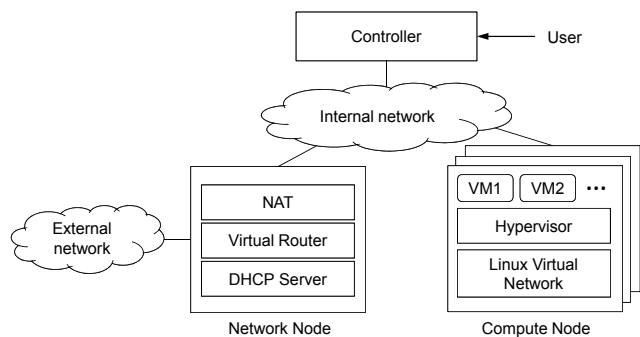 Controller
User
Internal network
VM1
VM2
...
NAT
Hypervisor
External
network
Virtual Router
Linux Virtual
Network
DHCP Server
Network Node
Compute Node